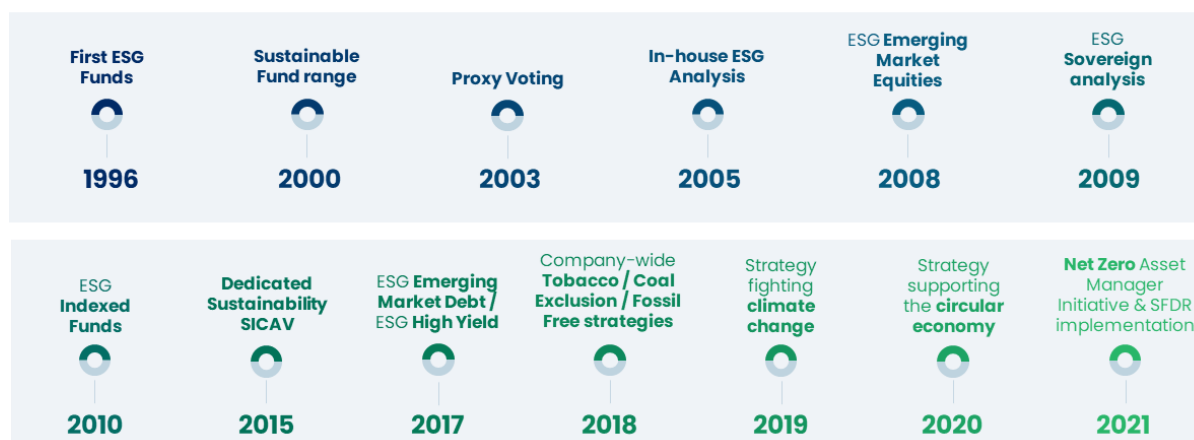 First ESG
Funds
1996
Sustainable
Fund range
2000
Proxy Voting
2003
In-house ESG
Analysis
2005
ESG Emerging
Market
Equities
2008
ESG
Sovereign
analysis
2009
ESG
Indexed
Funds
2010
Dedicated
Sustainability
SICAV
2015
ESG Emerging
Market Debt /
ESG High Yield
2017
Company-wide
Tobacco / Coal
Exclusion / Fossil
Free strategies
2018
Strategy
fighting
climate
change
2019
Strategy
supporting
the circular
economy
2020
Net Zero Asset
Manager
Initiative & SFDR
implementation
2021